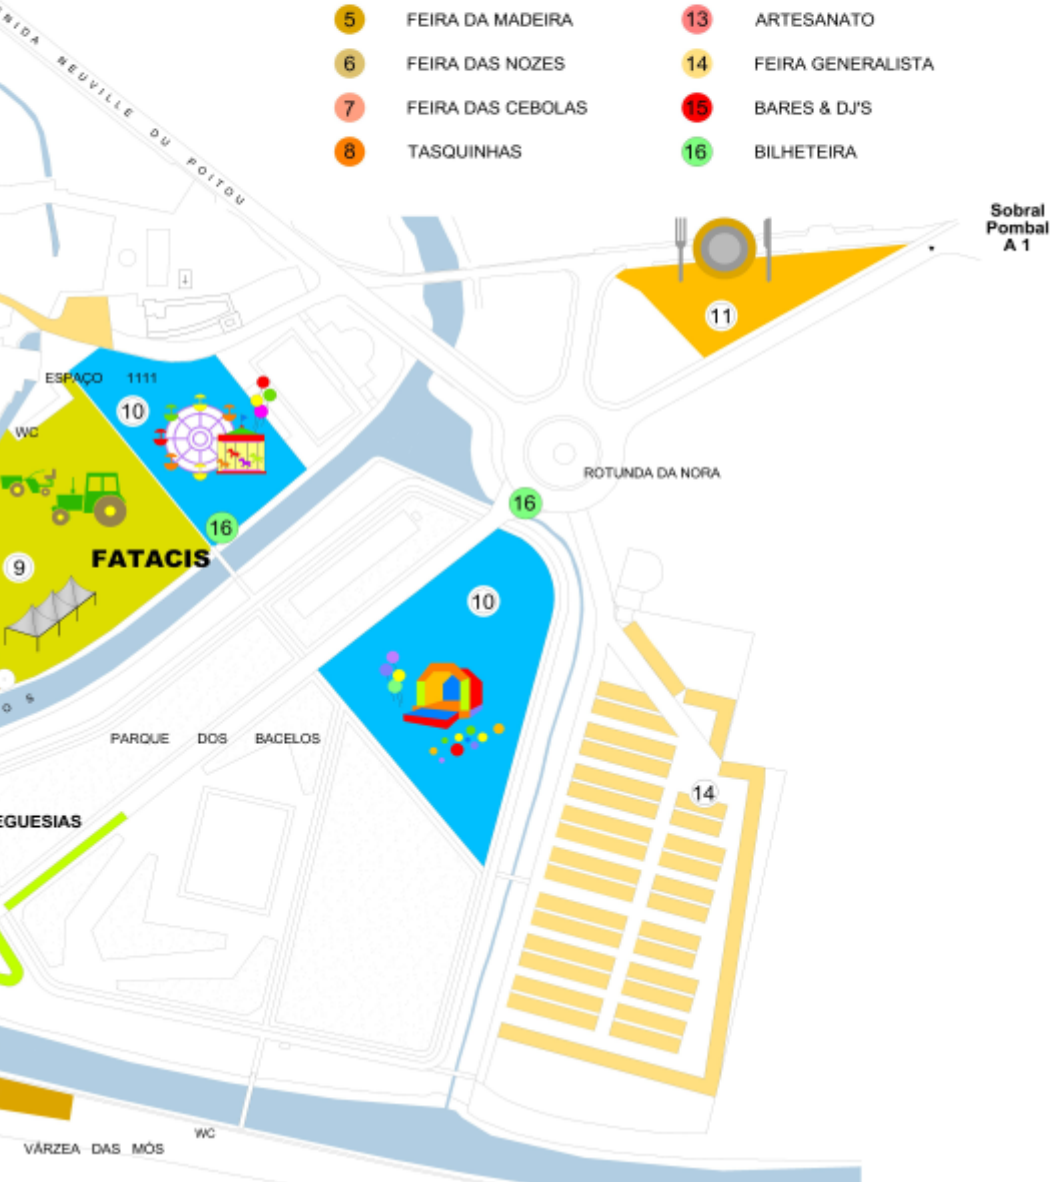 5 FEIRA DA MADEIRA
6 FEIRA DAS NOZES
7 FEIRA DAS CEBOLAS
8 TASQUINHAS
13 ARTESANATO
14 FEIRA GENERALISTA
15 BARES & DJ'S
16 BILHETEIRA
NIDA NEUVILLE DU POITOU
Sobral
Pombal
A 1
11
ESPAÇO 1111
10
WC
ROTUNDA DA NORA
16
16
FATACIS
9
10
OS
PARQUE DOS BACELOS
14
EGUESIAS
WC
VÁRZEA DAS MÓS